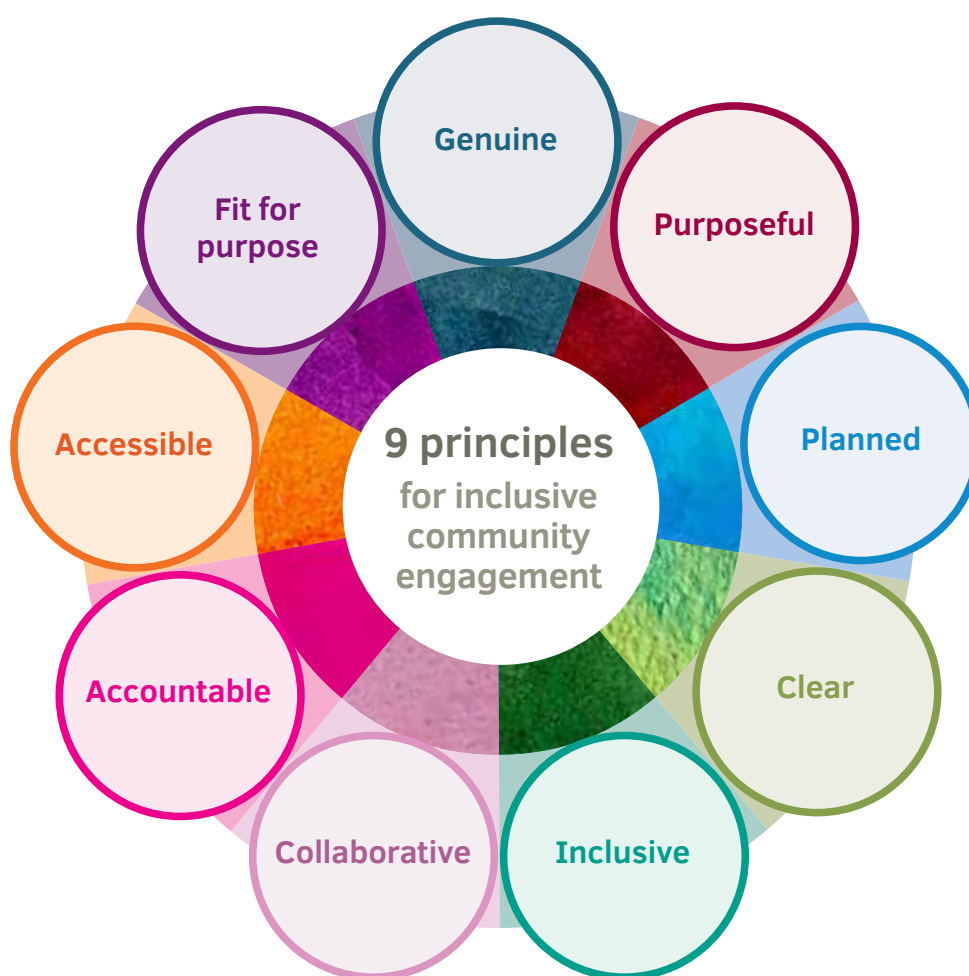 9 principles
for inclusive
community
engagement
Genuine
Purposeful
Planned
Clear
Inclusive
Collaborative
Accountable
Accessible
Fit for
purpose